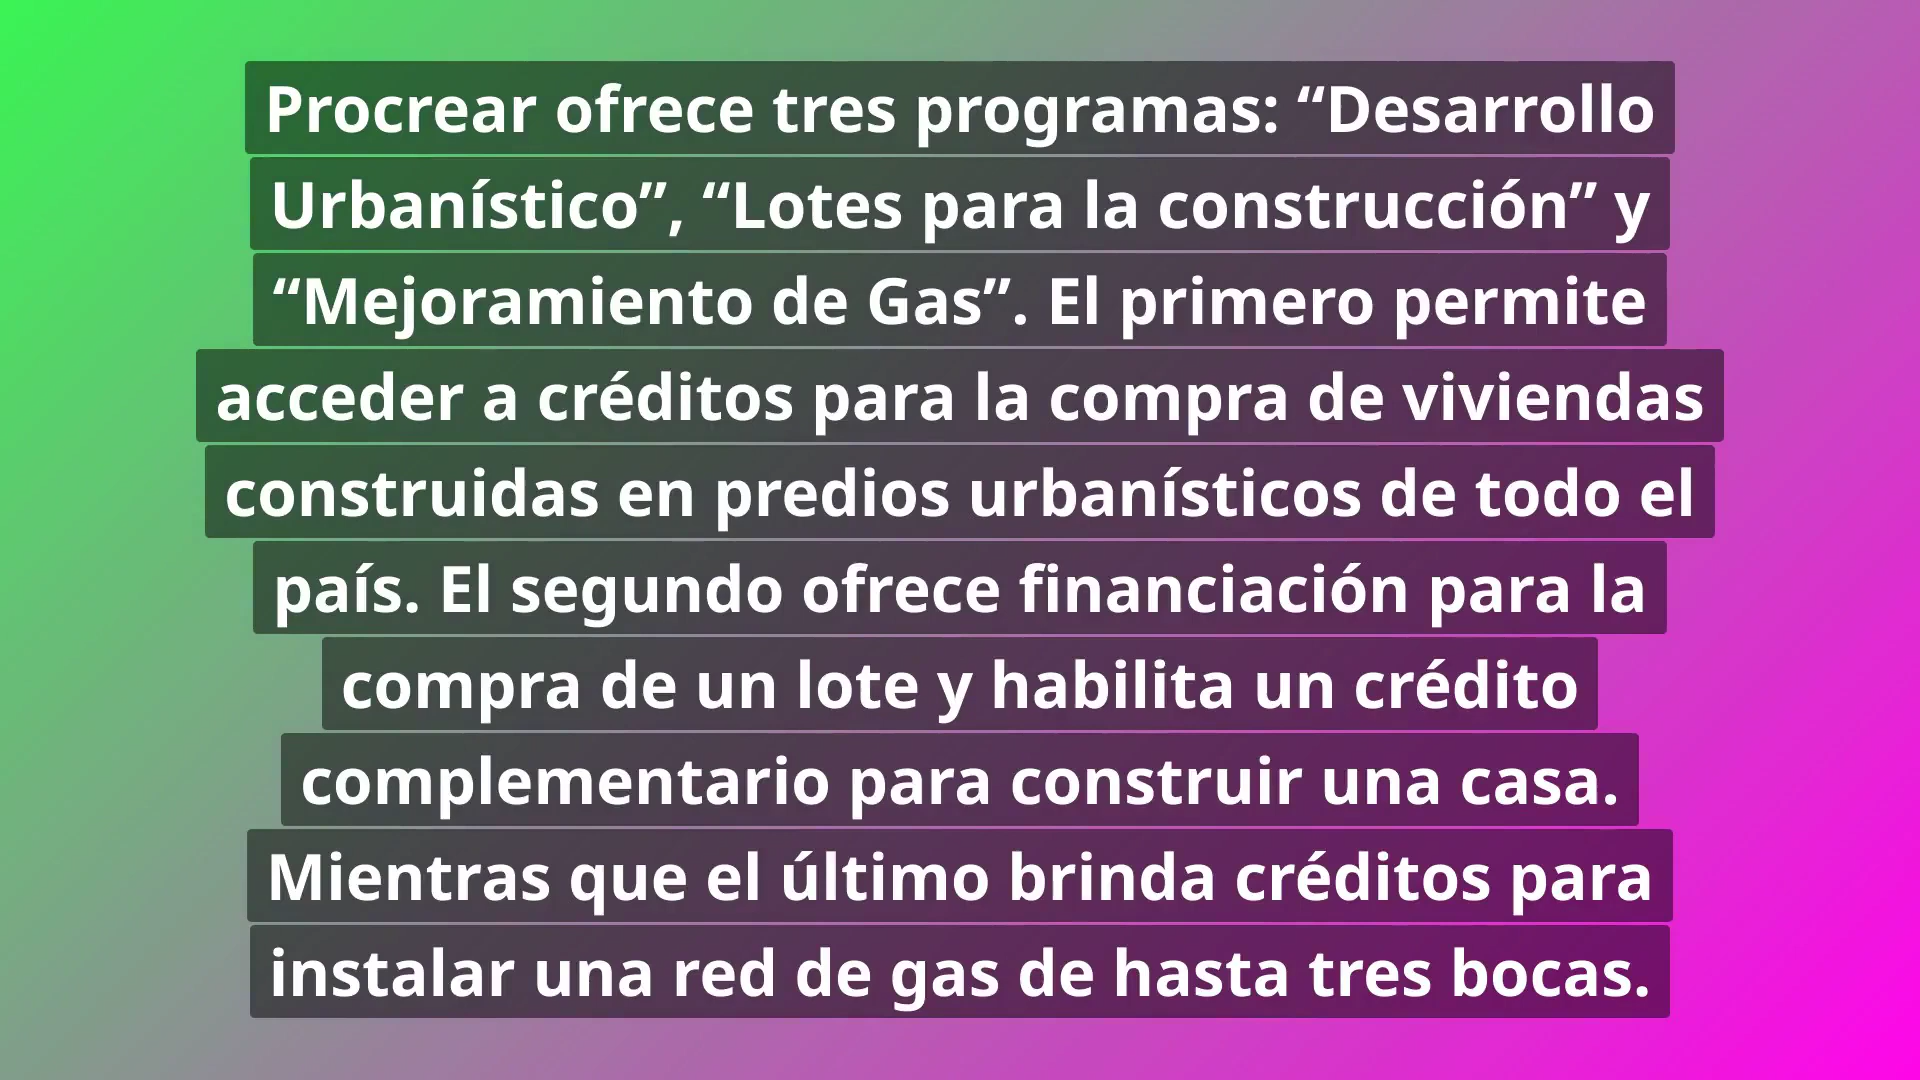 Procrear ofrece tres programas: “Desarrollo
Urbanístico”, “Lotes para la construcción” y
“Mejoramiento de Gas”. El primero permite
acceder a créditos para la compra de viviendas
construidas en predios urbanísticos de todo el
país. El segundo ofrece financiación para la
compra de un lote y habilita un crédito
complementario para construir una casa.
Mientras que el último brinda créditos para
instalar una red de gas de hasta tres bocas.